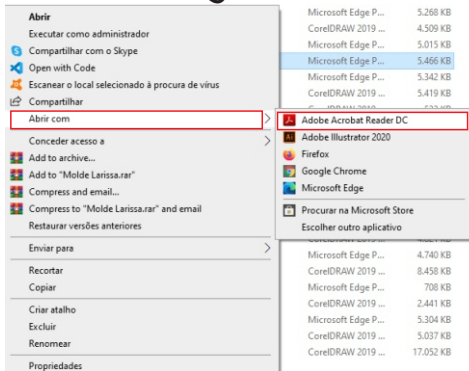 Abrir
Executar como administrador
Compartilhar com o Skype
Open with Code
Escanear o local selecionado à procura de vírus
Compartilhar
Abrir com
Conceder acesso a
Add to archive...
Add to "Molde Larissa.rar"
Compress and email...
Compress to "Molde Larissa.rar" and email
Restaurar versões anteriores
Enviar para
Recortar
Copiar
Criar atalho
Excluir
Renomear
Propriedades
Microsoft Edge P... 5.268 KB
CorelDRAW 2019 ... 4.509 KB
Microsoft Edge P... 5.015 KB
Microsoft Edge P... 5.466 KB
Microsoft Edge P... 5.342 KB
CorelDRAW 2019 ... 5.419 KB
Adobe Acrobat Reader DC
Adobe Illustrator 2020
Firefox
Google Chrome
Microsoft Edge
Procurar na Microsoft Store
Escolher outro aplicativo
Microsoft Edge P... 4.740 KB
CorelDRAW 2019 ... 8.458 KB
Microsoft Edge P... 708 KB
CorelDRAW 2019 ... 2.441 KB
Microsoft Edge P... 5.304 KB
CorelDRAW 2019 ... 5.037 KB
CorelDRAW 2019 ... 17.052 KB